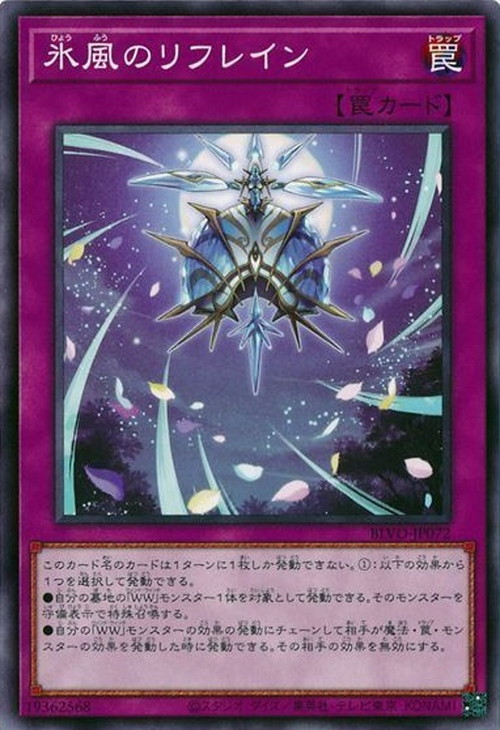 氷風のリフレイン
罠
【罠カード】
BLVO-JP072
このカード名のカードは1ターンに1枚しか発動できない。①:以下の効果から
1つを選択して発動できる。
●自分の墓地の「WW」モンスター1体を対象として発動できる。そのモンスターを
守備表示で特殊召喚する。
●自分の「WW」モンスターの効果の発動にチェーンして相手が魔法・罠・モン
スターの効果を発動した時に発動できる。その相手の効果を無効にする。
19362568 ©スタジオ・ダイス/集英社・テレビ東京・KONAMI